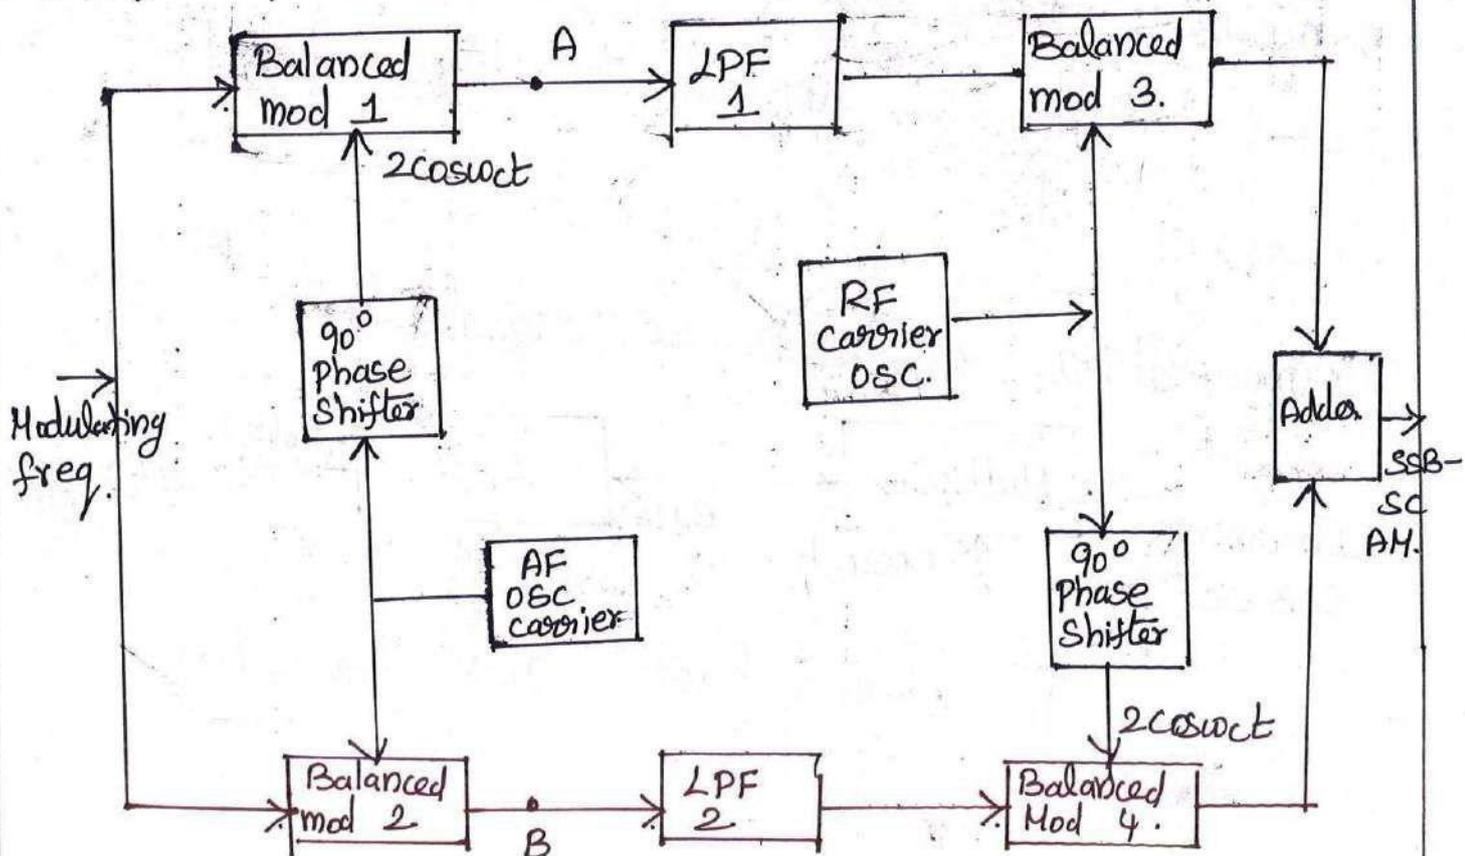 A
Balanced
mod 1
LPF
1
Balanced
mod 3.
2cosωct
90°
Phase
Shifter
RF
Carrier
OSC.
Modulating
freq.
Adder
SSB-
SC
AM.
AF
OSC
Carrier
90°
Phase
Shifter
2cosωct
Balanced
mod 2
B
LPF
2
Balanced
Mod 4.